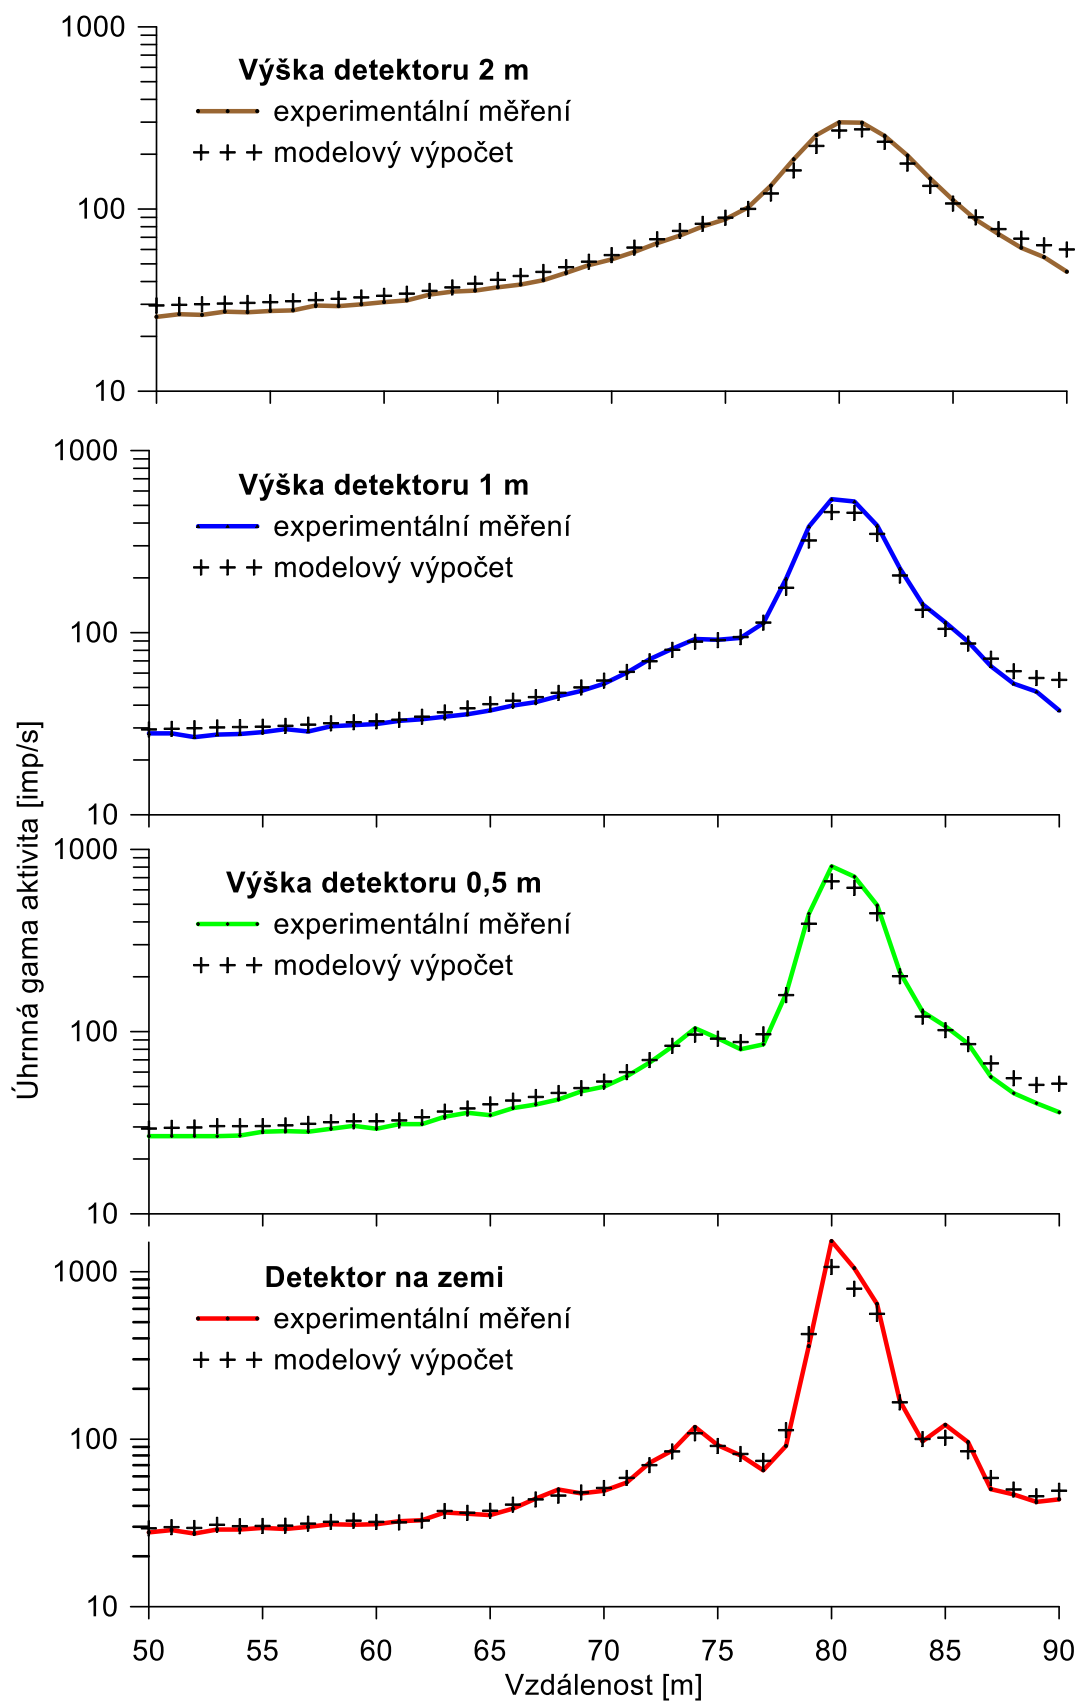 1000
Výška detektoru 2 m
experimentální měření
+ + + modelový výpočet
100
10
1000
Výška detektoru 1 m
experimentální měření
+ + + modelový výpočet
100
10
Úhrnná gama aktivita [imp/s]
1000
Výška detektoru 0,5 m
experimentální měření
+ + + modelový výpočet
100
10
1000
Detektor na zemi
experimentální měření
+ + + modelový výpočet
100
10
50 55 60 65 70 75 80 85 90
Vzdálenost [m]